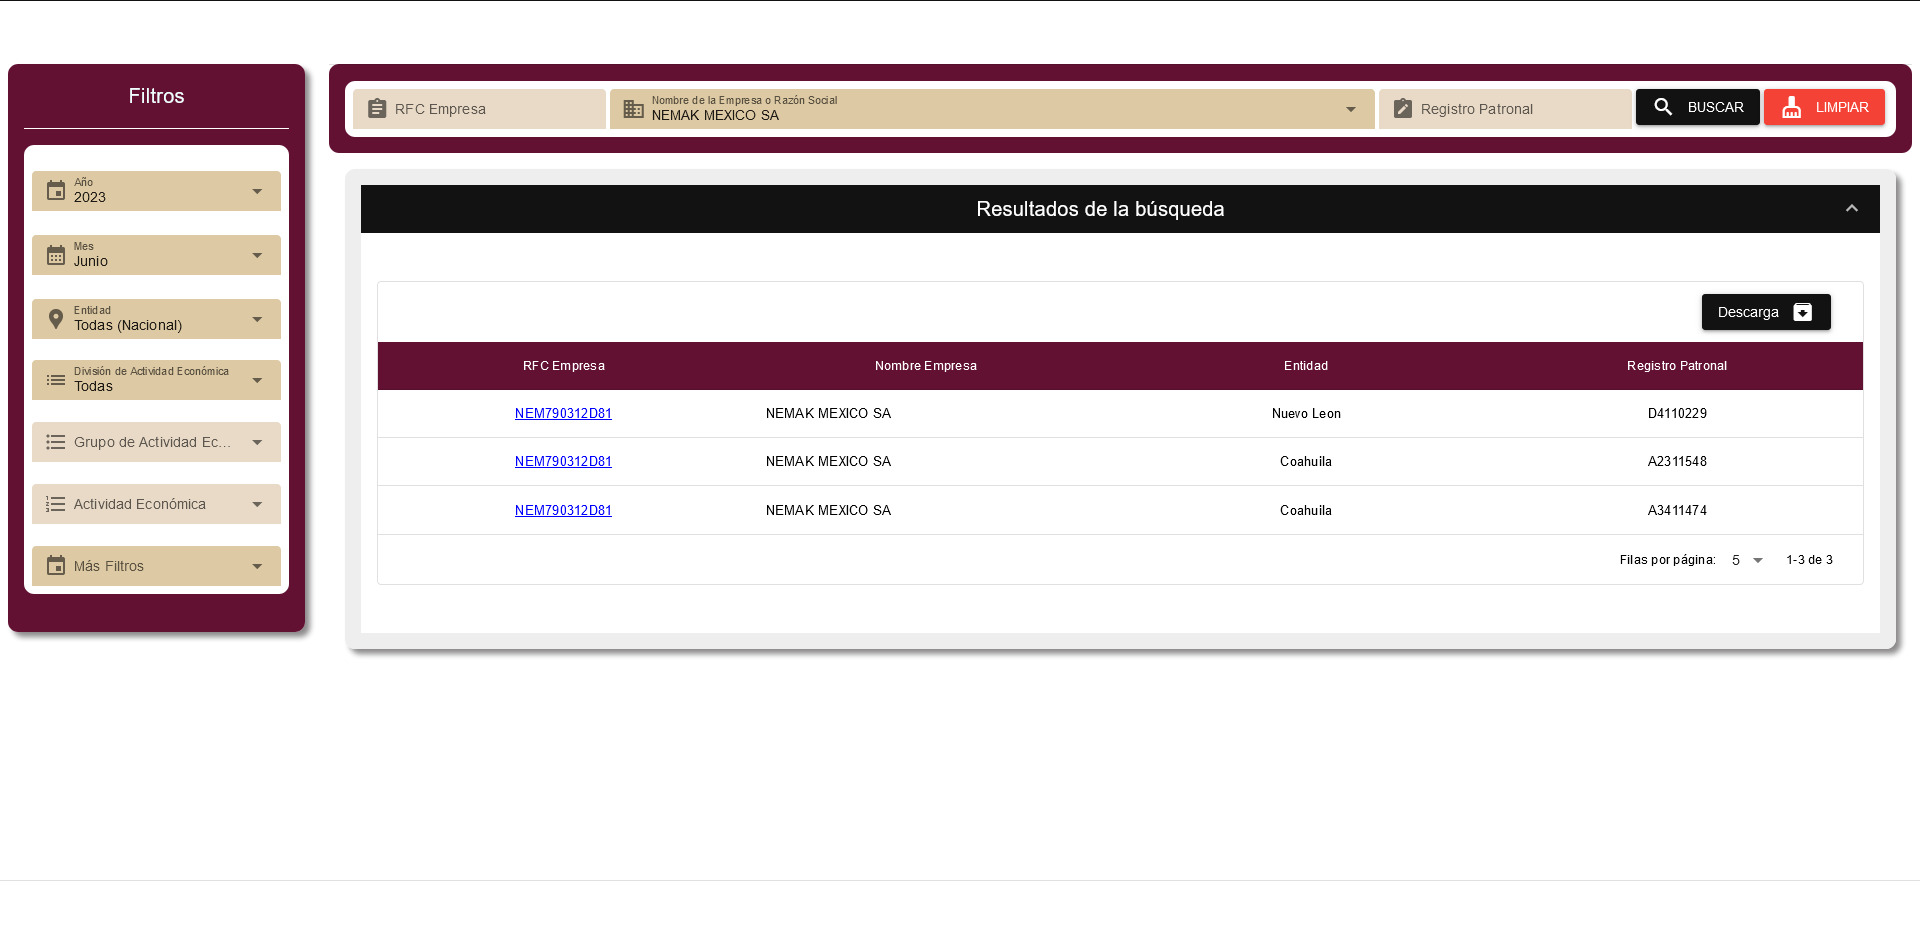 Filtros
Año
2023
Mes
Junio
Entidad
Todas (Nacional)
División de Actividad Económica
Todas
Grupo de Actividad Ec...
Actividad Económica
Más Filtros
RFC Empresa
Nombre de la Empresa o Razón Social
NEMAK MEXICO SA
Registro Patronal
BUSCAR
LIMPIAR
Resultados de la búsqueda
Descarga
RFC Empresa Nombre Empresa Entidad Registro Patronal
NEM790312D81 NEMAK MEXICO SA Nuevo Leon D4110229
NEM790312D81 NEMAK MEXICO SA Coahuila A2311548
NEM790312D81 NEMAK MEXICO SA Coahuila A3411474
Filas por página: 5 1-3 de 3